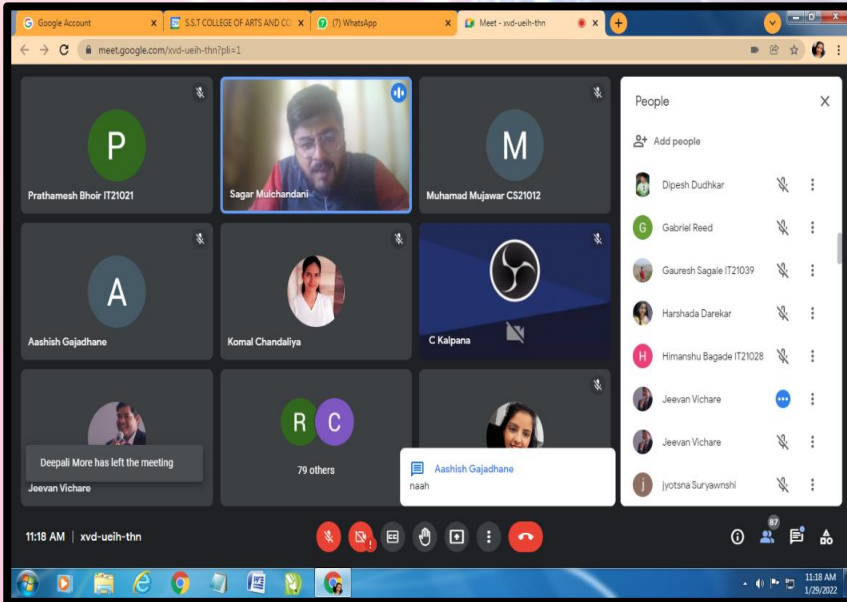 Google Account
S.S.T COLLEGE OF ARTS AND CO
(7) WhatsApp
Meet - xvd-ueih-thn
meet.google.com/xvd-ueih-thn?pli=1
P
Prathamesh Bhoir IT21021
Sagar Mulchandani
M
Muhamad Mujawar CS21012
A
Aashish Gajadhane
Komal Chandaliya
C Kalpana
Deepali More has left the meeting
Jeevan Vichare
R C
79 others
Aashish Gajadhane
naah
People
Add people
Dipesh Dudhkar
G Gabriel Reed
Gauresh Sagale IT21039
Harshada Darekar
H Himanshu Bagade IT21028
Jeevan Vichare
Jeevan Vichare
j jyotsna Suryawnshi
11:18 AM | xvd-ueih-thn
CC
87
11:18 AM
1/29/2022